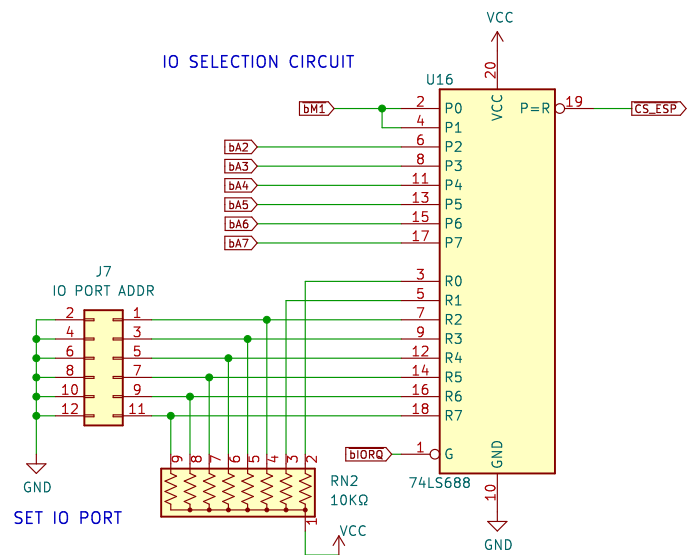 VCC
IO SELECTION CIRCUIT
U16
20
VCC
bM1
2 P0
P=R 19
CS_ESP
4 P1
bA2
6 P2
bA3
8 P3
bA4
11 P4
bA5
13 P5
bA6
15 P6
bA7
17 P7
J7
IO PORT ADDR
3 R0
5 R1
2 1
7 R2
4 3
9 R3
6 5
12 R4
8 7
14 R5
10 9
16 R6
12 11
18 R7
bIORQ
1 G
GND
9 8 7 6 5 4 3 2
GND
RN2
10KΩ
74LS688
10
SET IO PORT
1
VCC
GND